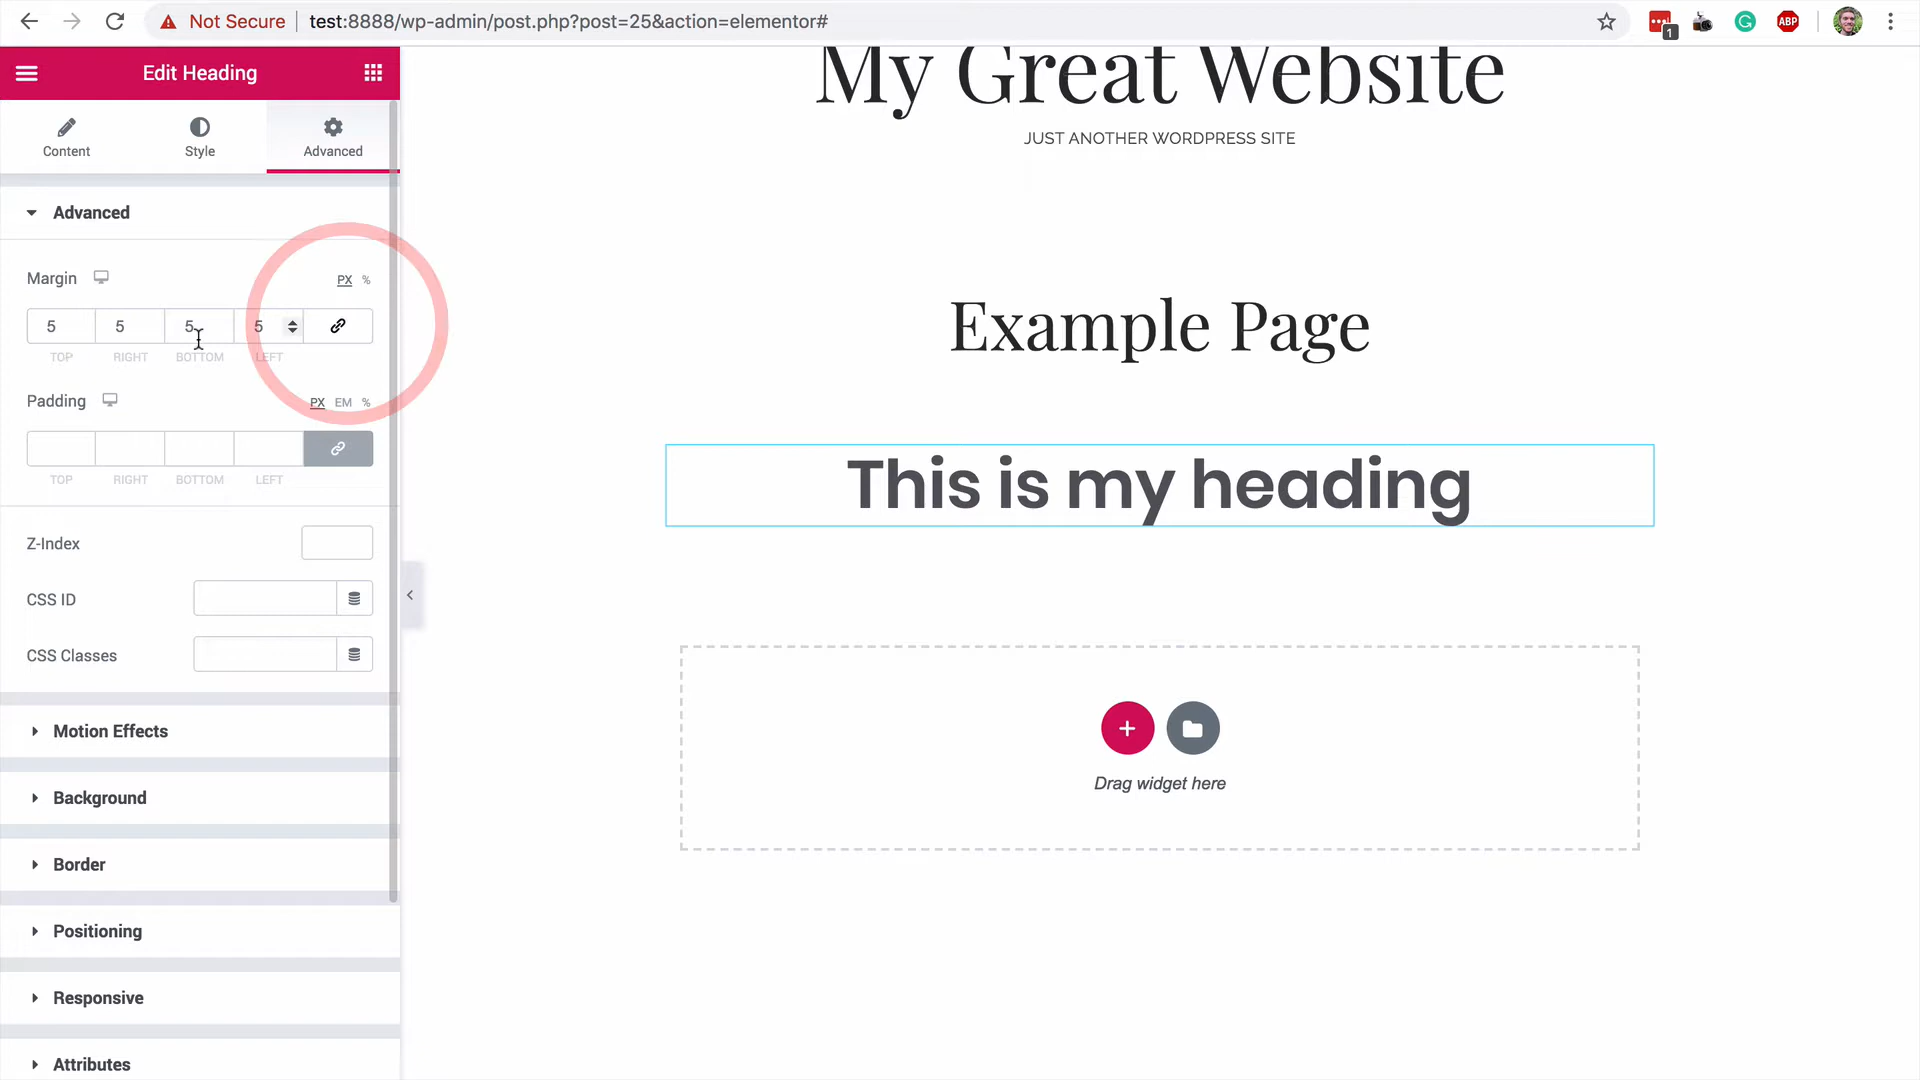 Not Secure
test:8888/wp-admin/post.php?post=25&action=elementor#
1
ABP
Edit Heading
Content
Style
Advanced
Advanced
Margin
PX %
5 5 5 5
TOP RIGHT BOTTOM LEFT
Padding
PX EM %
TOP RIGHT BOTTOM LEFT
Z-Index
CSS ID
CSS Classes
Motion Effects
Background
Border
Positioning
Responsive
Attributes
My Great Website
JUST ANOTHER WORDPRESS SITE
Example Page
This is my heading
Drag widget here